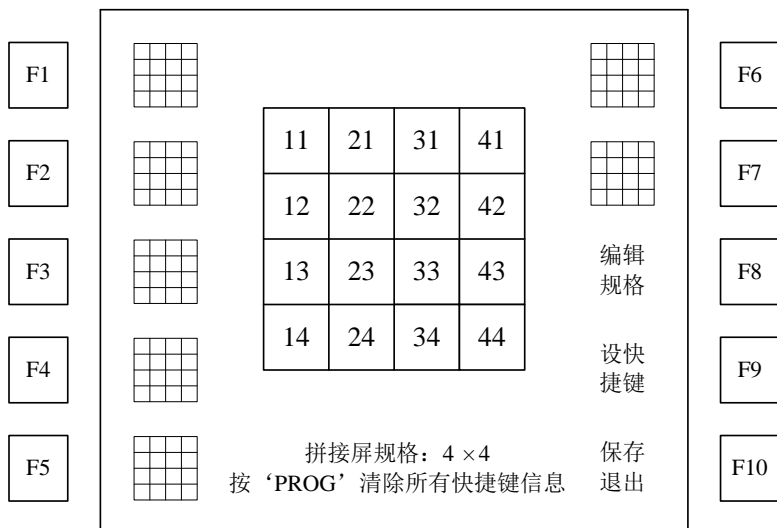 F1
F2
F3
F4
F5
11 21 31 41
12 22 32 42
13 23 33 43
14 24 34 44
拼接屏规格：4 ×4
按‘PROG’清除所有快捷键信息
编辑
规格
设快
捷键
保存
退出
F6
F7
F8
F9
F10